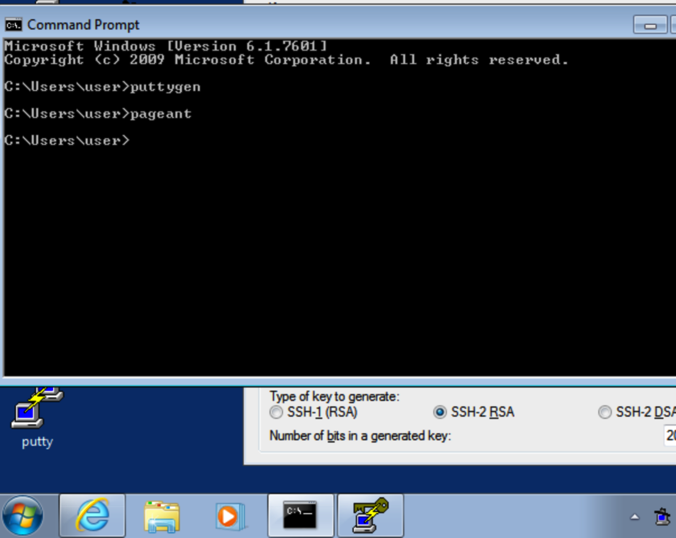 Command Prompt
Microsoft Windows [Version 6.1.7601]
Copyright (c) 2009 Microsoft Corporation.  All rights reserved.
C:\Users\user>puttygen
C:\Users\user>pageant
C:\Users\user>
Type of key to generate:
SSH-1 (RSA) SSH-2 RSA SSH-2 DSA
Number of bits in a generated key: 20
putty